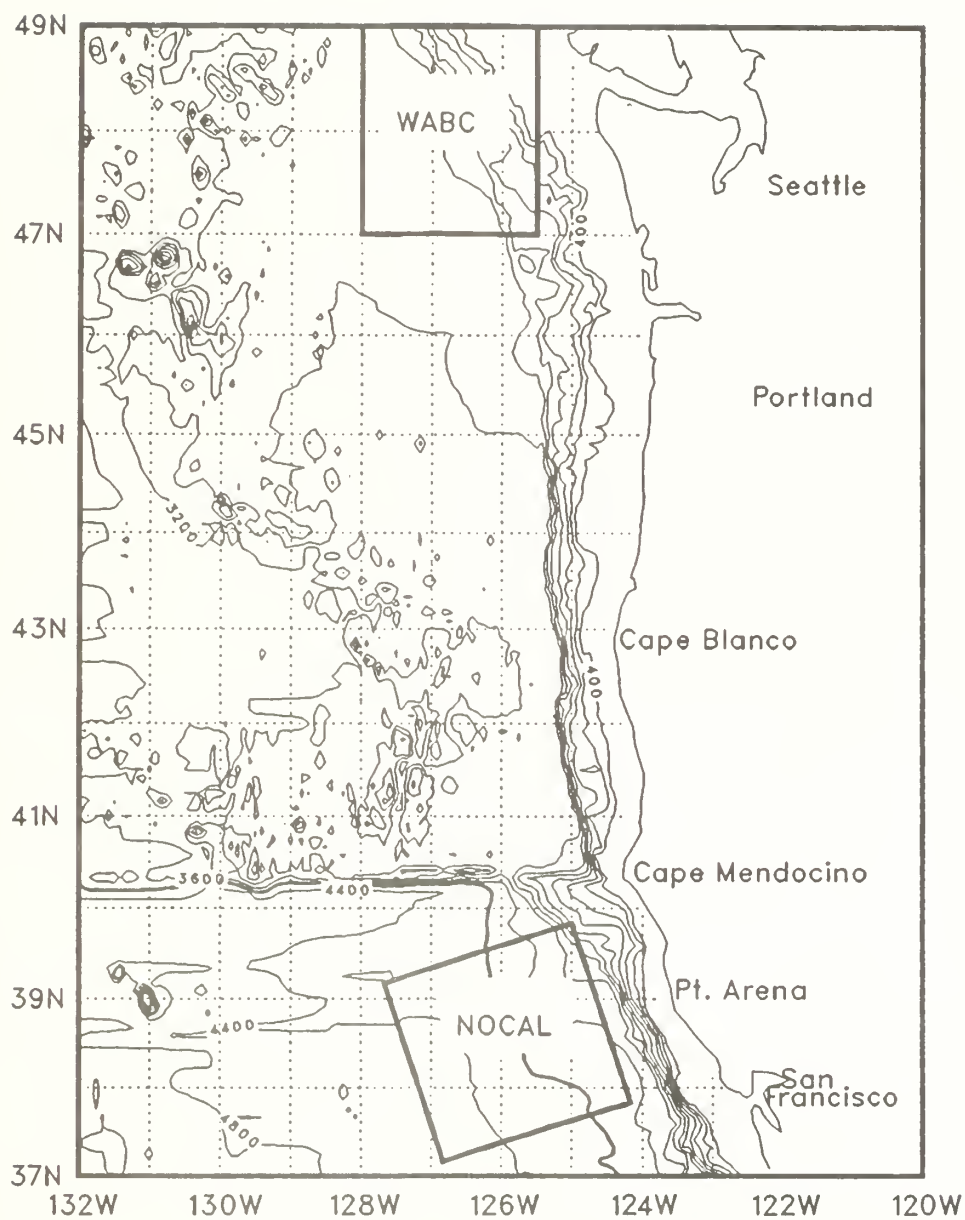 49N
WABC
Seattle
400
47N
Portland
45N
3200
43N
Cape Blanco
400
41N
Cape Mendocino
3600
4400
39N
Pt. Arena
NOCAL
4400
San
Francisco
4800
37N
132W 130W 128W 126W 124W 122W 120W